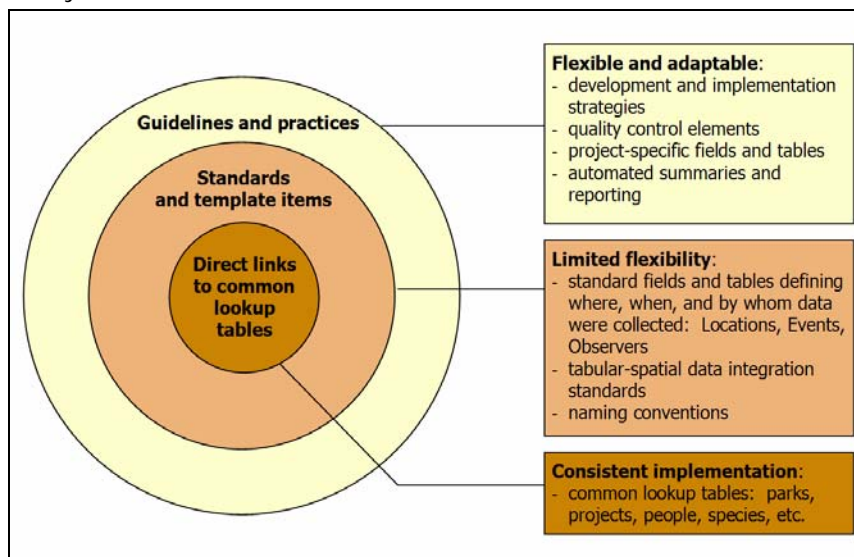 Guidelines and practices
Standards
and template items
Direct links
to common
lookup
tables
Flexible and adaptable:
- development and implementation
strategies
- quality control elements
- project-specific fields and tables
- automated summaries and
reporting
Limited flexibility:
- standard fields and tables defining
where, when, and by whom data
were collected: Locations, Events,
Observers
- tabular-spatial data integration
standards
- naming conventions
Consistent implementation:
- common lookup tables: parks,
projects, people, species, etc.